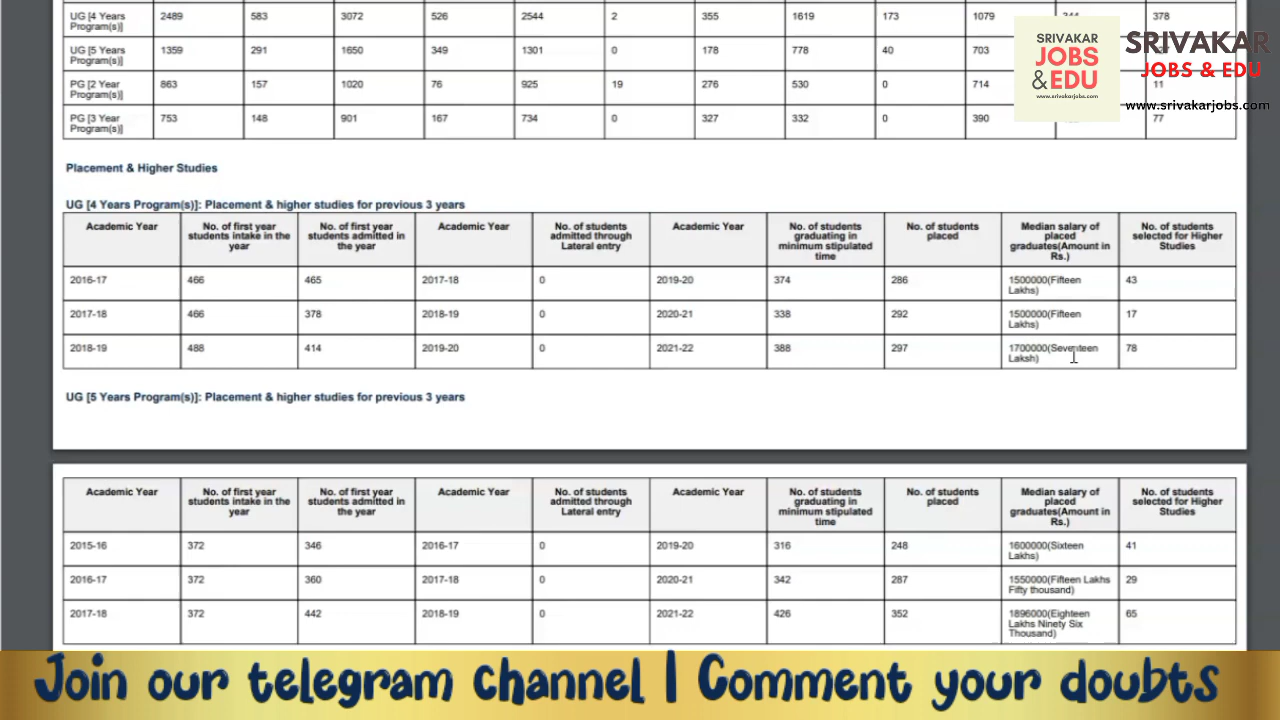 UG [4 Years Program(s)] 2489 583 3072 526 2544 2 355 1619 173 1079 378
UG [5 Years Program(s)] 1359 291 1650 349 1301 0 178 778 40 703
PG [2 Year Program(s)] 863 157 1020 76 925 19 276 530 0 714 11
PG [3 Year Program(s)] 753 148 901 167 734 0 327 332 0 390 77
SRIVAKAR
JOBS
&EDU
www.srivakarjobs.com
SRIVAKAR
JOBS & EDU
www.srivakarjobs.com
Placement & Higher Studies
UG [4 Years Program(s)]: Placement & higher studies for previous 3 years
Academic Year No. of first year students intake in the year No. of first year students admitted in the year Academic Year No. of students admitted through Lateral entry Academic Year No. of students graduating in minimum stipulated time No. of students placed Median salary of placed graduates(Amount in Rs.) No. of students selected for Higher Studies
2016-17 466 465 2017-18 0 2019-20 374 286 1500000(Fifteen Lakhs) 43
2017-18 466 378 2018-19 0 2020-21 338 292 1500000(Fifteen Lakhs) 17
2018-19 488 414 2019-20 0 2021-22 388 297 1700000(Seventeen Laksh) 78
UG [5 Years Program(s)]: Placement & higher studies for previous 3 years
Academic Year No. of first year students intake in the year No. of first year students admitted in the year Academic Year No. of students admitted through Lateral entry Academic Year No. of students graduating in minimum stipulated time No. of students placed Median salary of placed graduates(Amount in Rs.) No. of students selected for Higher Studies
2015-16 372 346 2016-17 0 2019-20 316 248 1600000(Sixteen Lakhs) 41
2016-17 372 360 2017-18 0 2020-21 342 287 1550000(Fifteen Lakhs Fifty thousand) 29
2017-18 372 442 2018-19 0 2021-22 426 352 1896000(Eighteen Lakhs Ninety Six Thousand) 65
Join our telegram channel | Comment your doubts